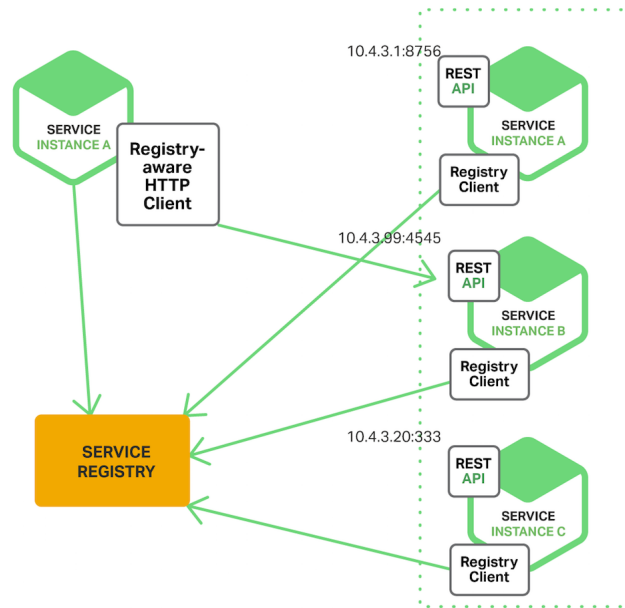 SERVICE
INSTANCE A
Registry-
aware
HTTP
Client
SERVICE
REGISTRY
10.4.3.1:8756
REST
API
SERVICE
INSTANCE A
Registry
Client
10.4.3.99:4545
REST
API
SERVICE
INSTANCE B
Registry
Client
10.4.3.20:333
REST
API
SERVICE
INSTANCE C
Registry
Client